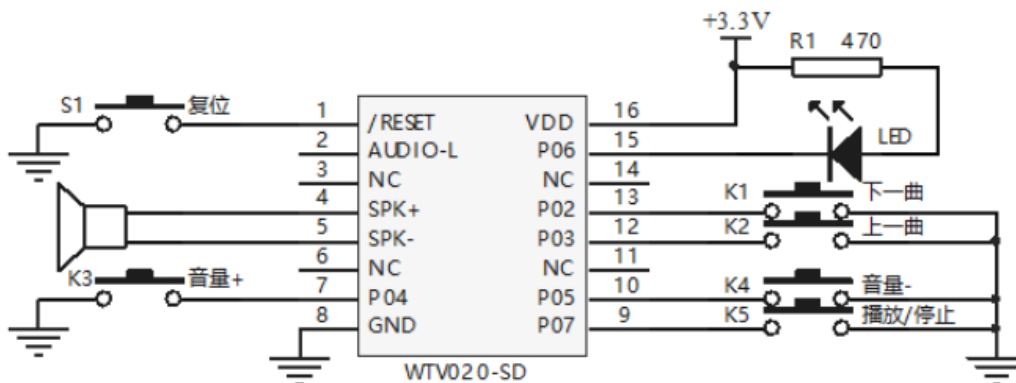 +3.3V
R1 470
S1 复位 1 /RESET VDD 16
2 AUDIO-L P06 15 LED
3 NC NC 14
4 SPK+ P02 13 K1 下一曲
5 SPK- P03 12 K2 上一曲
6 NC NC 11
K3 音量+ 7 P04 P05 10 K4 音量-
8 GND P07 9 K5 播放/停止
WTV020-SD